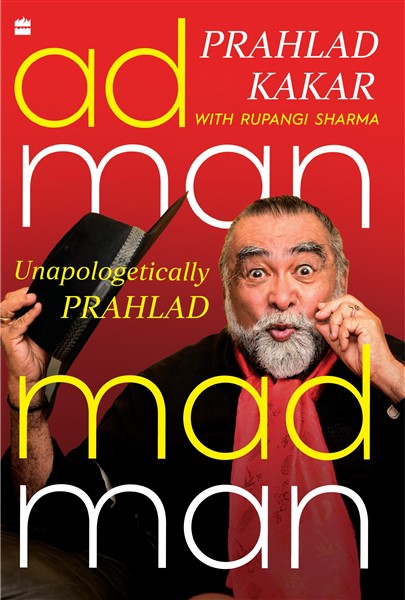 ad
PRAHLAD
KAKAR
WITH RUPANGI SHARMA
man
Unapologetically
PRAHLAD
mad
man